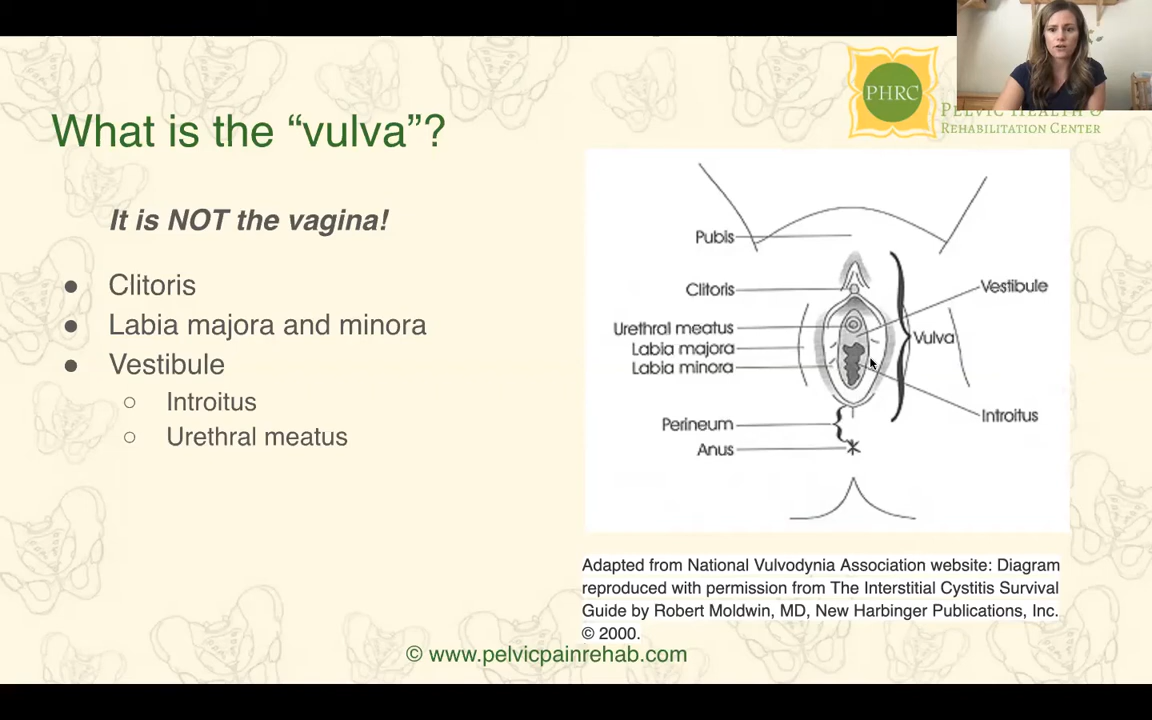 What is the “vulva”?
It is NOT the vagina!
● Clitoris
● Labia majora and minora
● Vestibule
○ Introitus
○ Urethral meatus
PHRC
PELVIC HEALTH &
REHABILITATION CENTER
Pubis
Clitoris
Vestibule
Urethral meatus
Vulva
Labia majora
Labia minora
Introitus
Perineum
Anus
Adapted from National Vulvodynia Association website: Diagram
reproduced with permission from The Interstitial Cystitis Survival
Guide by Robert Moldwin, MD, New Harbinger Publications, Inc.
© 2000.
© www.pelvicpainrehab.com